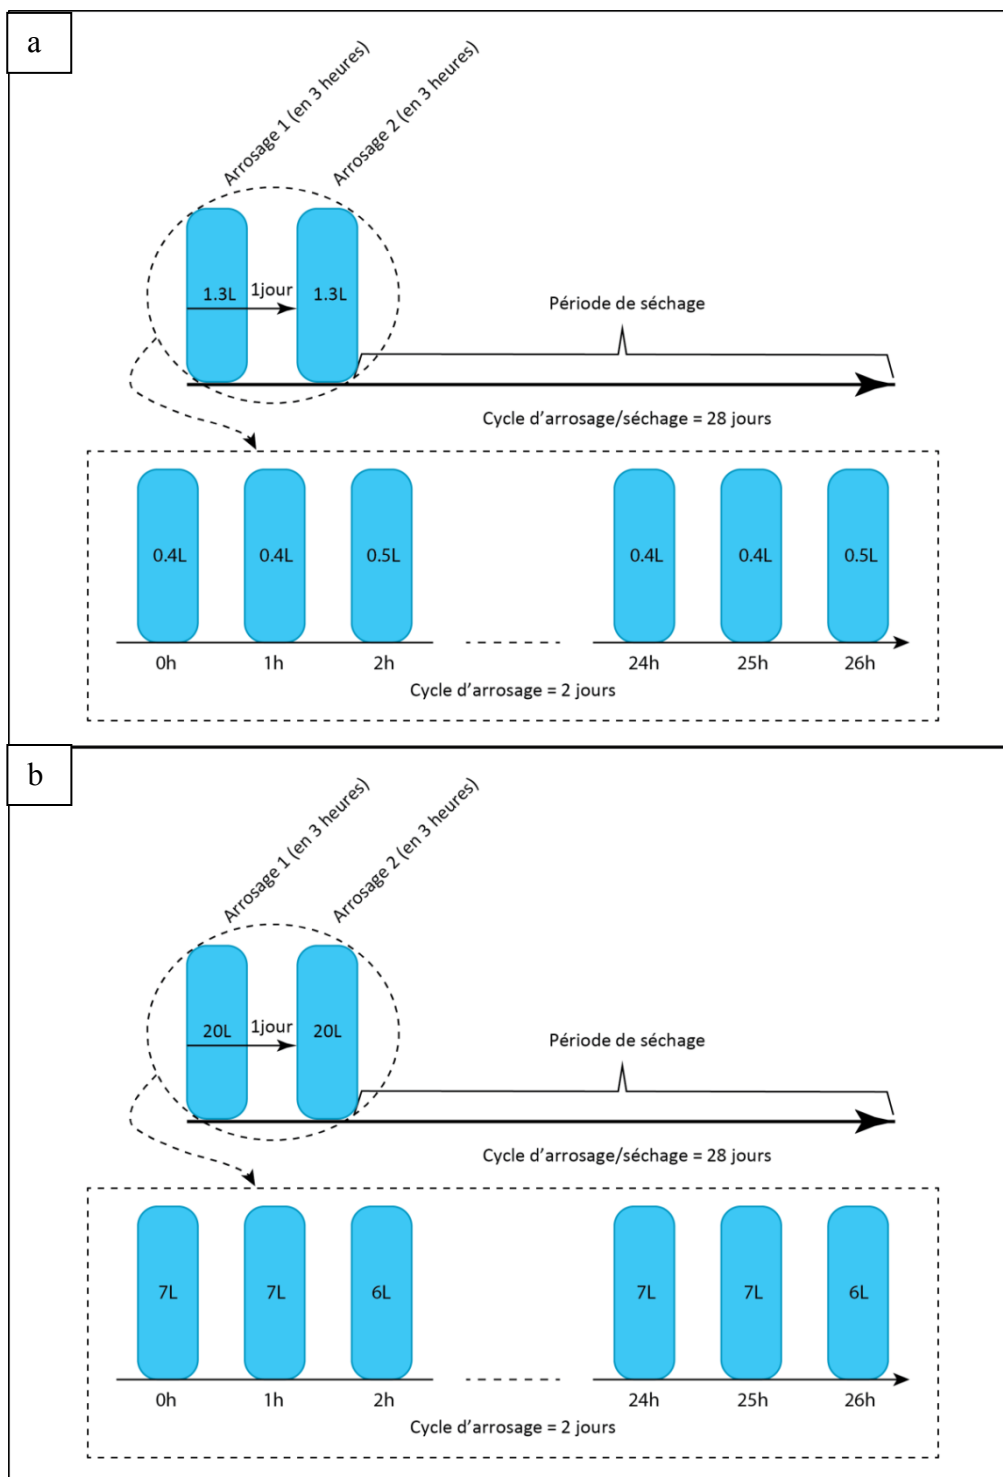 a
Arrosage 1 (en 3 heures)
Arrosage 2 (en 3 heures)
1.3L
1jour
1.3L
Période de séchage
Cycle d’arrosage/séchage = 28 jours
0.4L
0.4L
0.5L
0.4L
0.4L
0.5L
0h
1h
2h
24h
25h
26h
Cycle d’arrosage = 2 jours
b
Arrosage 1 (en 3 heures)
Arrosage 2 (en 3 heures)
20L
1jour
20L
Période de séchage
Cycle d’arrosage/séchage = 28 jours
7L
7L
6L
7L
7L
6L
0h
1h
2h
24h
25h
26h
Cycle d’arrosage = 2 jours